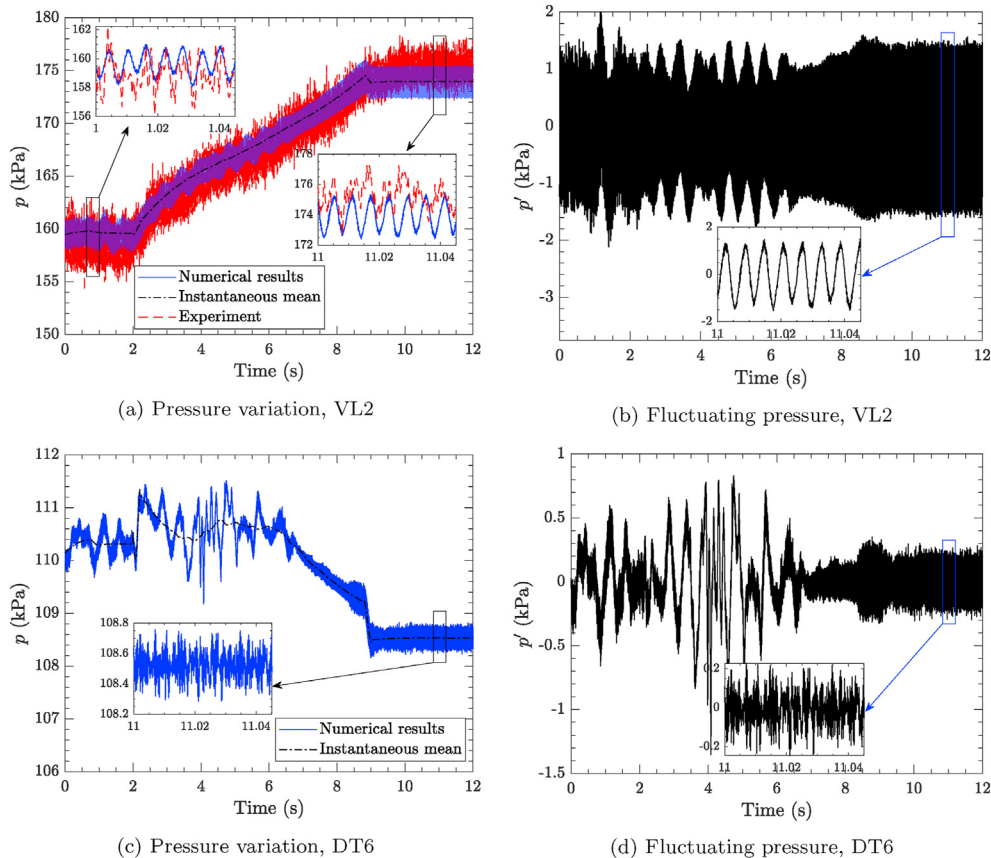 180
175
170
165
160
155
150
p (kPa)
162
160
158
156
1 1.02 1.04
178
176
174
172
11 11.02 11.04
Numerical results
Instantaneous mean
Experiment
0 2 4 6 8 10 12
Time (s)
(a) Pressure variation, VL2
2
1
0
-1
-2
-3
p′ (kPa)
2
0
-2
11 11.02 11.04
0 2 4 6 8 10 12
Time (s)
(b) Fluctuating pressure, VL2
112
111
110
109
108
107
106
p (kPa)
108.8
108.6
108.4
108.2
11 11.02 11.04
Numerical results
Instantaneous mean
0 2 4 6 8 10 12
Time (s)
(c) Pressure variation, DT6
1
0.5
0
-0.5
-1
-1.5
p′ (kPa)
0.2
0
-0.2
11 11.02 11.04
0 2 4 6 8 10 12
Time (s)
(d) Fluctuating pressure, DT6